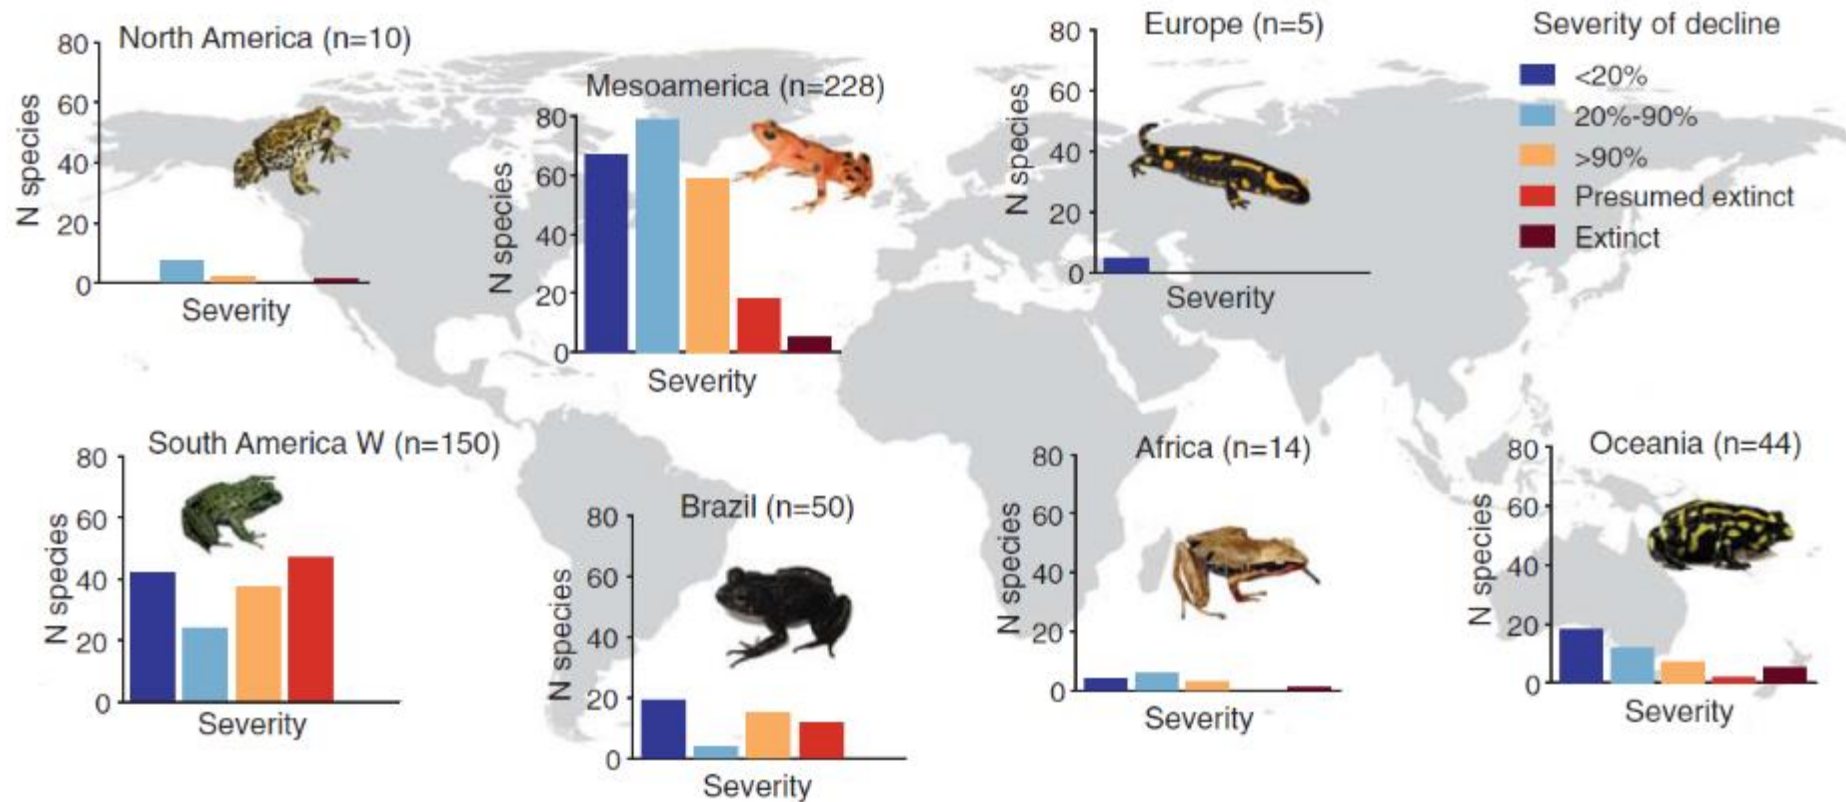 North America (n=10)
80
60
40
20
0
N species
Severity
Mesoamerica (n=228)
80
60
40
20
0
N species
Severity
Europe (n=5)
80
60
40
20
0
N species
Severity
Severity of decline
<20%
20%-90%
>90%
Presumed extinct
Extinct
South America W (n=150)
80
60
40
20
0
N species
Severity
Brazil (n=50)
80
60
40
20
0
N species
Severity
Africa (n=14)
80
60
40
20
0
N species
Severity
Oceania (n=44)
80
60
40
20
0
N species
Severity